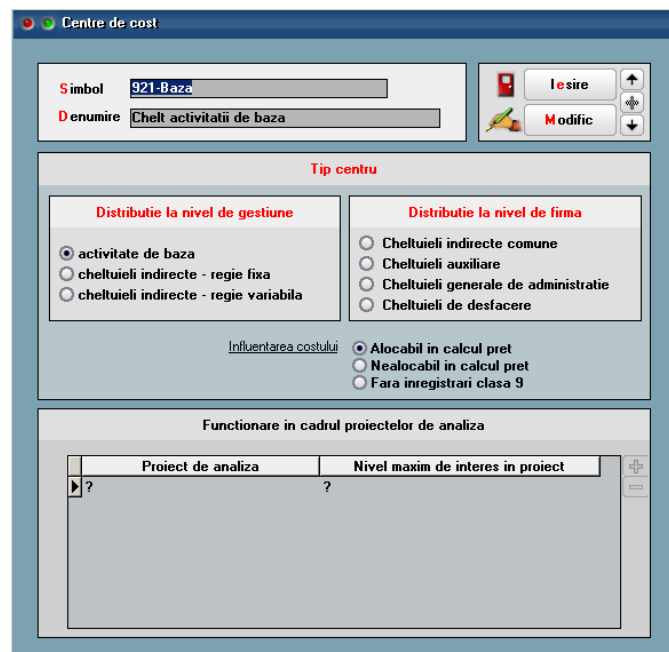 Centre de cost
Simbol 921-Baza
Denumire Chelt activitatii de baza
Iesire
Modific
Tip centru
Distributie la nivel de gestiune
activitate de baza
cheltuieli indirecte - regie fixa
cheltuieli indirecte - regie variabila
Distributie la nivel de firma
Cheltuieli indirecte comune
Cheltuieli auxiliare
Cheltuieli generale de administratie
Cheltuieli de desfacere
Influentarea costului
Alocabil in calcul pret
Nealocabil in calcul pret
Fara inregistrari clasa 9
Functionare in cadrul proiectelor de analiza
Proiect de analiza Nivel maxim de interes in proiect
? ?